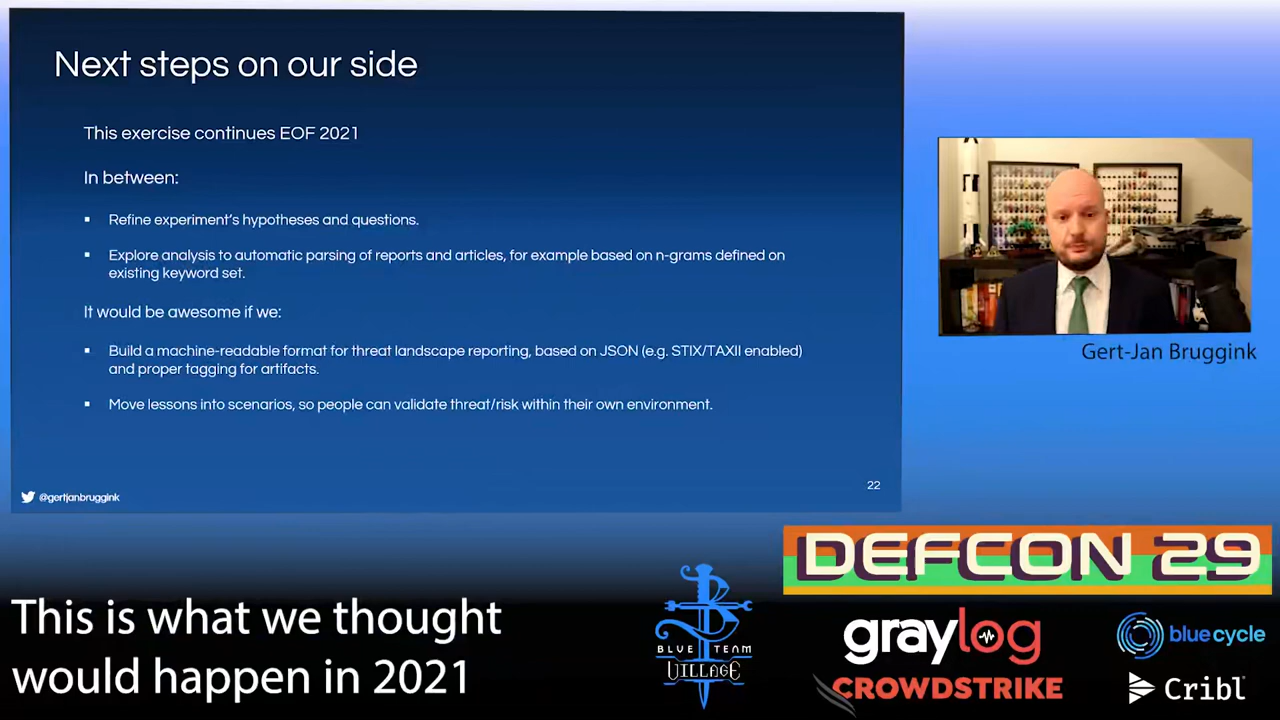 Next steps on our side
This exercise continues EOF 2021
In between:
▪ Refine experiment's hypotheses and questions.
▪ Explore analysis to automatic parsing of reports and articles, for example based on n-grams defined on
existing keyword set.
It would be awesome if we:
▪ Build a machine-readable format for threat landscape reporting, based on JSON (e.g. STIX/TAXII enabled)
and proper tagging for artifacts.
▪ Move lessons into scenarios, so people can validate threat/risk within their own environment.
@gertjanbruggink
22
Gert-Jan Bruggink
This is what we thought
would happen in 2021
BLUE TEAM
VILLAGE
DEFCON 29
graylog
bluecycle
CROWDSTRIKE
Cribl